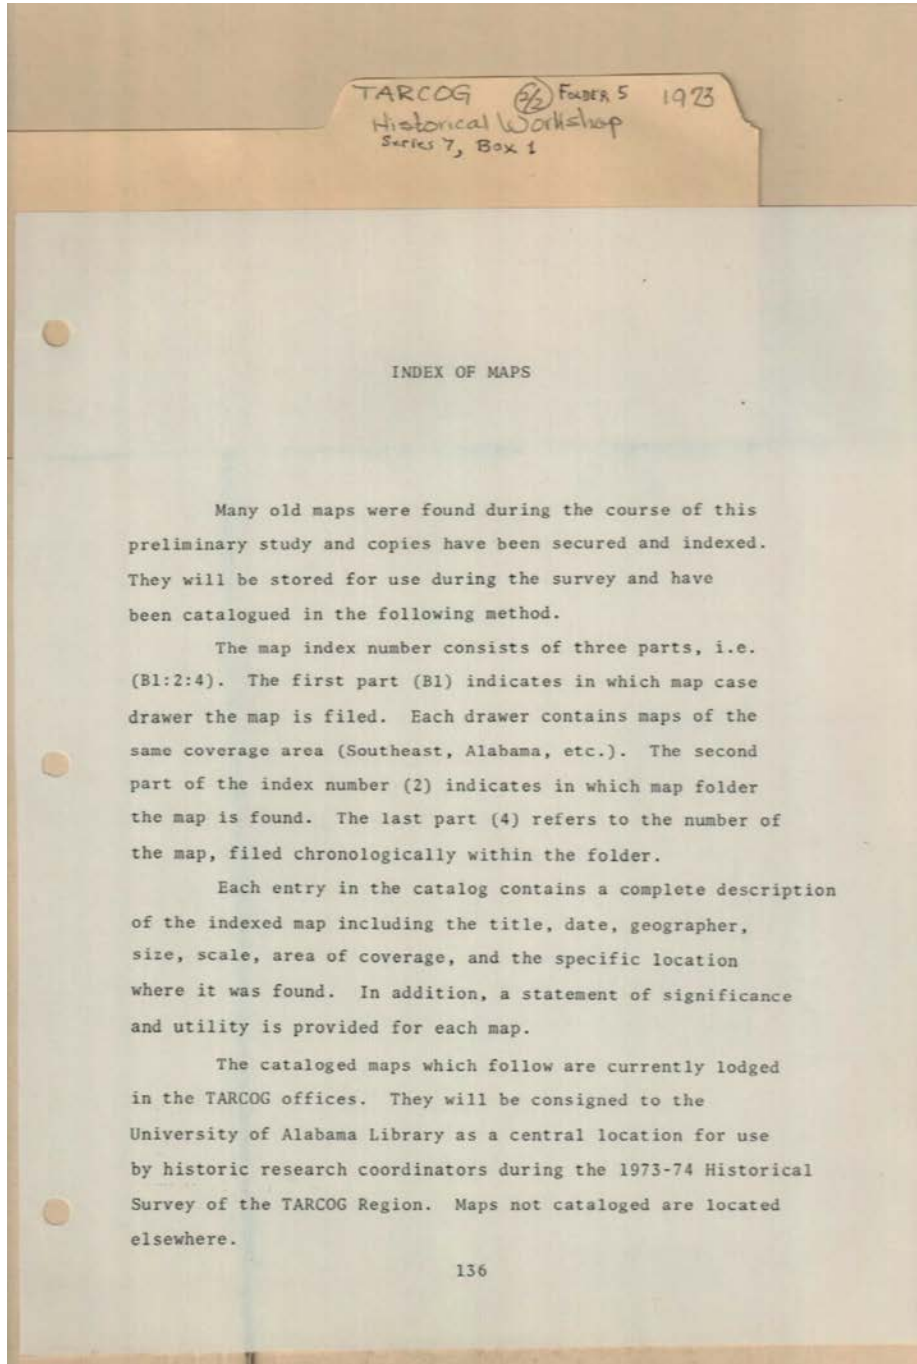 TARCOG 2/2 FOLDER 5 1973
Historical Workshop
Series 7, Box 1
INDEX OF MAPS
Many old maps were found during the course of this
preliminary study and copies have been secured and indexed.
They will be stored for use during the survey and have
been catalogued in the following method.
The map index number consists of three parts, i.e.
(B1:2:4). The first part (B1) indicates in which map case
drawer the map is filed. Each drawer contains maps of the
same coverage area (Southeast, Alabama, etc.). The second
part of the index number (2) indicates in which map folder
the map is found. The last part (4) refers to the number of
the map, filed chronologically within the folder.
Each entry in the catalog contains a complete description
of the indexed map including the title, date, geographer,
size, scale, area of coverage, and the specific location
where it was found. In addition, a statement of significance
and utility is provided for each map.
The cataloged maps which follow are currently lodged
in the TARCOG offices. They will be consigned to the
University of Alabama Library as a central location for use
by historic research coordinators during the 1973-74 Historical
Survey of the TARCOG Region. Maps not cataloged are located
elsewhere.
136